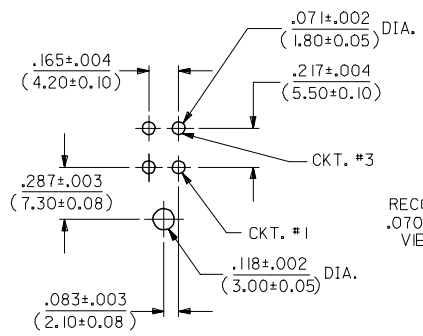 .071±.002 DIA.
(1.80±0.05)
.165±.004
(4.20±0.10)
.217±.004
(5.50±0.10)
CKT. #3
.287±.003
(7.30±0.08)
CKT. #1
.118±.002 DIA.
(3.00±0.05)
.083±.003
(2.10±0.08)
.070